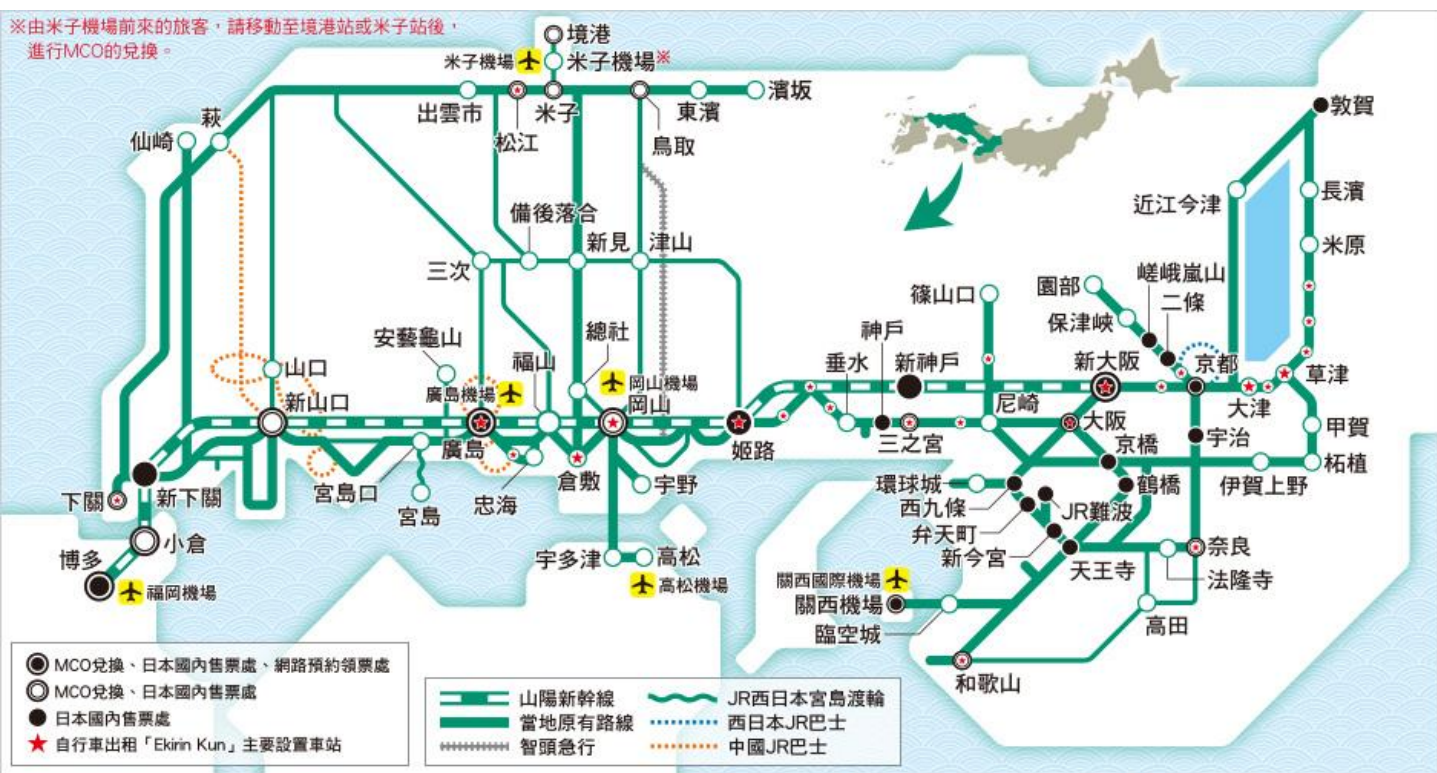 ※由米子機場前來的旅客，請移動至境港站或米子站後，
進行MCO的兌換。
境港
米子機場
米子機場※
出雲市
松江
米子
鳥取
東濱
濱坂
敦賀
仙崎
萩
近江今津
長濱
米原
備後落合
新見
津山
三次
嵯峨嵐山
園部
二條
保津峽
篠山口
安藝龜山
福山
總社
神戶
垂水
新神戶
新大阪
京都
草津
山口
廣島機場
岡山機場
新山口
廣島
岡山
姬路
三之宮
尼崎
大阪
大津
甲賀
宇治
京橋
柘植
伊賀上野
鶴橋
下關
新下關
宮島口
宮島
忠海
倉敷
宇野
環球城
西九條
JR難波
弁天町
新今宮
天王寺
奈良
法隆寺
博多
小倉
福岡機場
宇多津
高松
高松機場
關西國際機場
關西機場
臨空城
高田
和歌山
MCO兌換、日本國內售票處、網路預約領票處
MCO兌換、日本國內售票處
日本國內售票處
自行車出租「Ekirin Kun」主要設置車站
山陽新幹線
當地原有路線
智頭急行
JR西日本宮島渡輪
西日本JR巴士
中國JR巴士